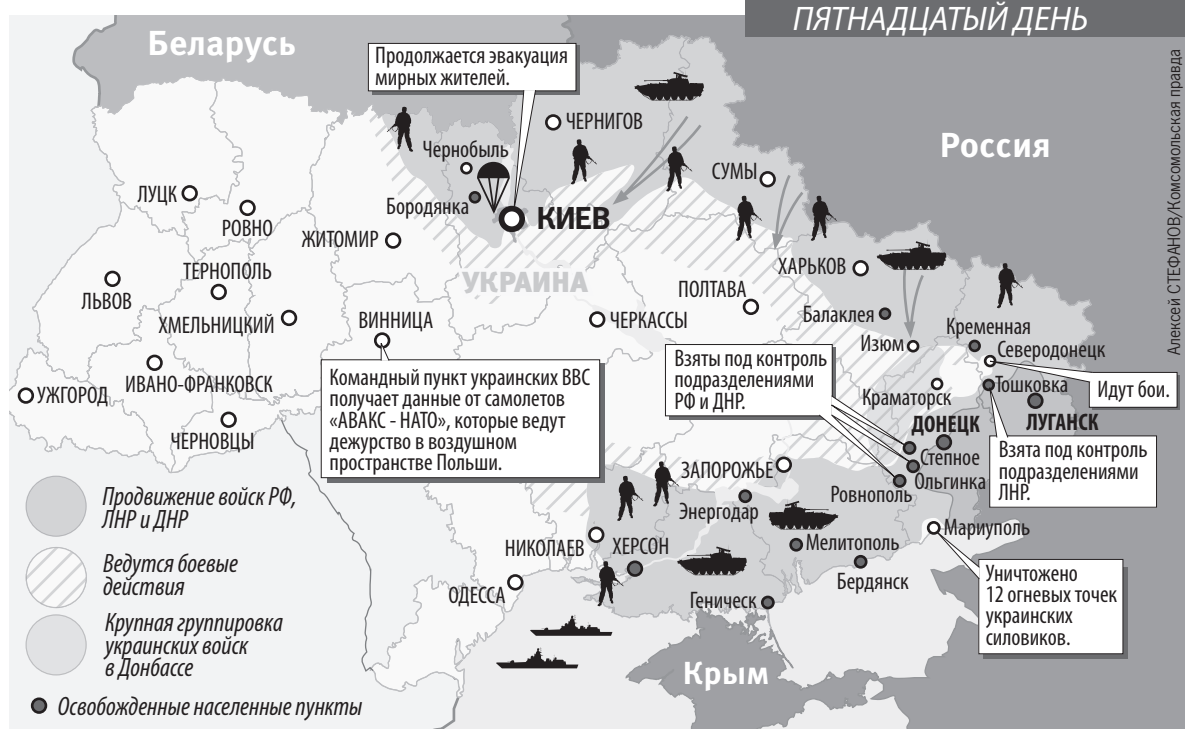 ПЯТНАДЦАТЫЙ ДЕНЬ
Беларусь
Продолжается эвакуация
мирных жителей.
Алексей СТЕФАНОВ/Комсомольская правда
ЧЕРНИГОВ
Россия
Чернобыль
СУМЫ
ЛУЦК
Бородянка
КИЕВ
РОВНО
ЖИТОМИР
ТЕРНОПОЛЬ
УКРАИНА
ХАРЬКОВ
ЛЬВОВ
ПОЛТАВА
ХМЕЛЬНИЦКИЙ
ВИННИЦА
ЧЕРКАССЫ
Балаклея
Кременная
Изюм
Северодонецк
Взяты под контроль
подразделениями
РФ и ДНР.
Идут бои.
ИВАНО-ФРАНКОВСК
УЖГОРОД
Командный пункт украинских ВВС
получает данные от самолетов
«АВАКС - НАТО», которые ведут
дежурство в воздушном
пространстве Польши.
Краматорск
Тошковка
ЛУГАНСК
ЧЕРНОВЦЫ
ДОНЕЦК
Взята под контроль
подразделениями
ЛНР.
Степное
ЗАПОРОЖЬЕ
Ольгинка
Ровнополь
Энергодар
Мариуполь
Продвижение войск РФ,
ЛНР и ДНР
НИКОЛАЕВ
ХЕРСОН
Мелитополь
Бердянск
Ведутся боевые
действия
Уничтожено
12 огневых точек
украинских
силовиков.
ОДЕССА
Геническ
Крупная группировка
украинских войск
в Донбассе
Крым
Освобожденные населенные пункты